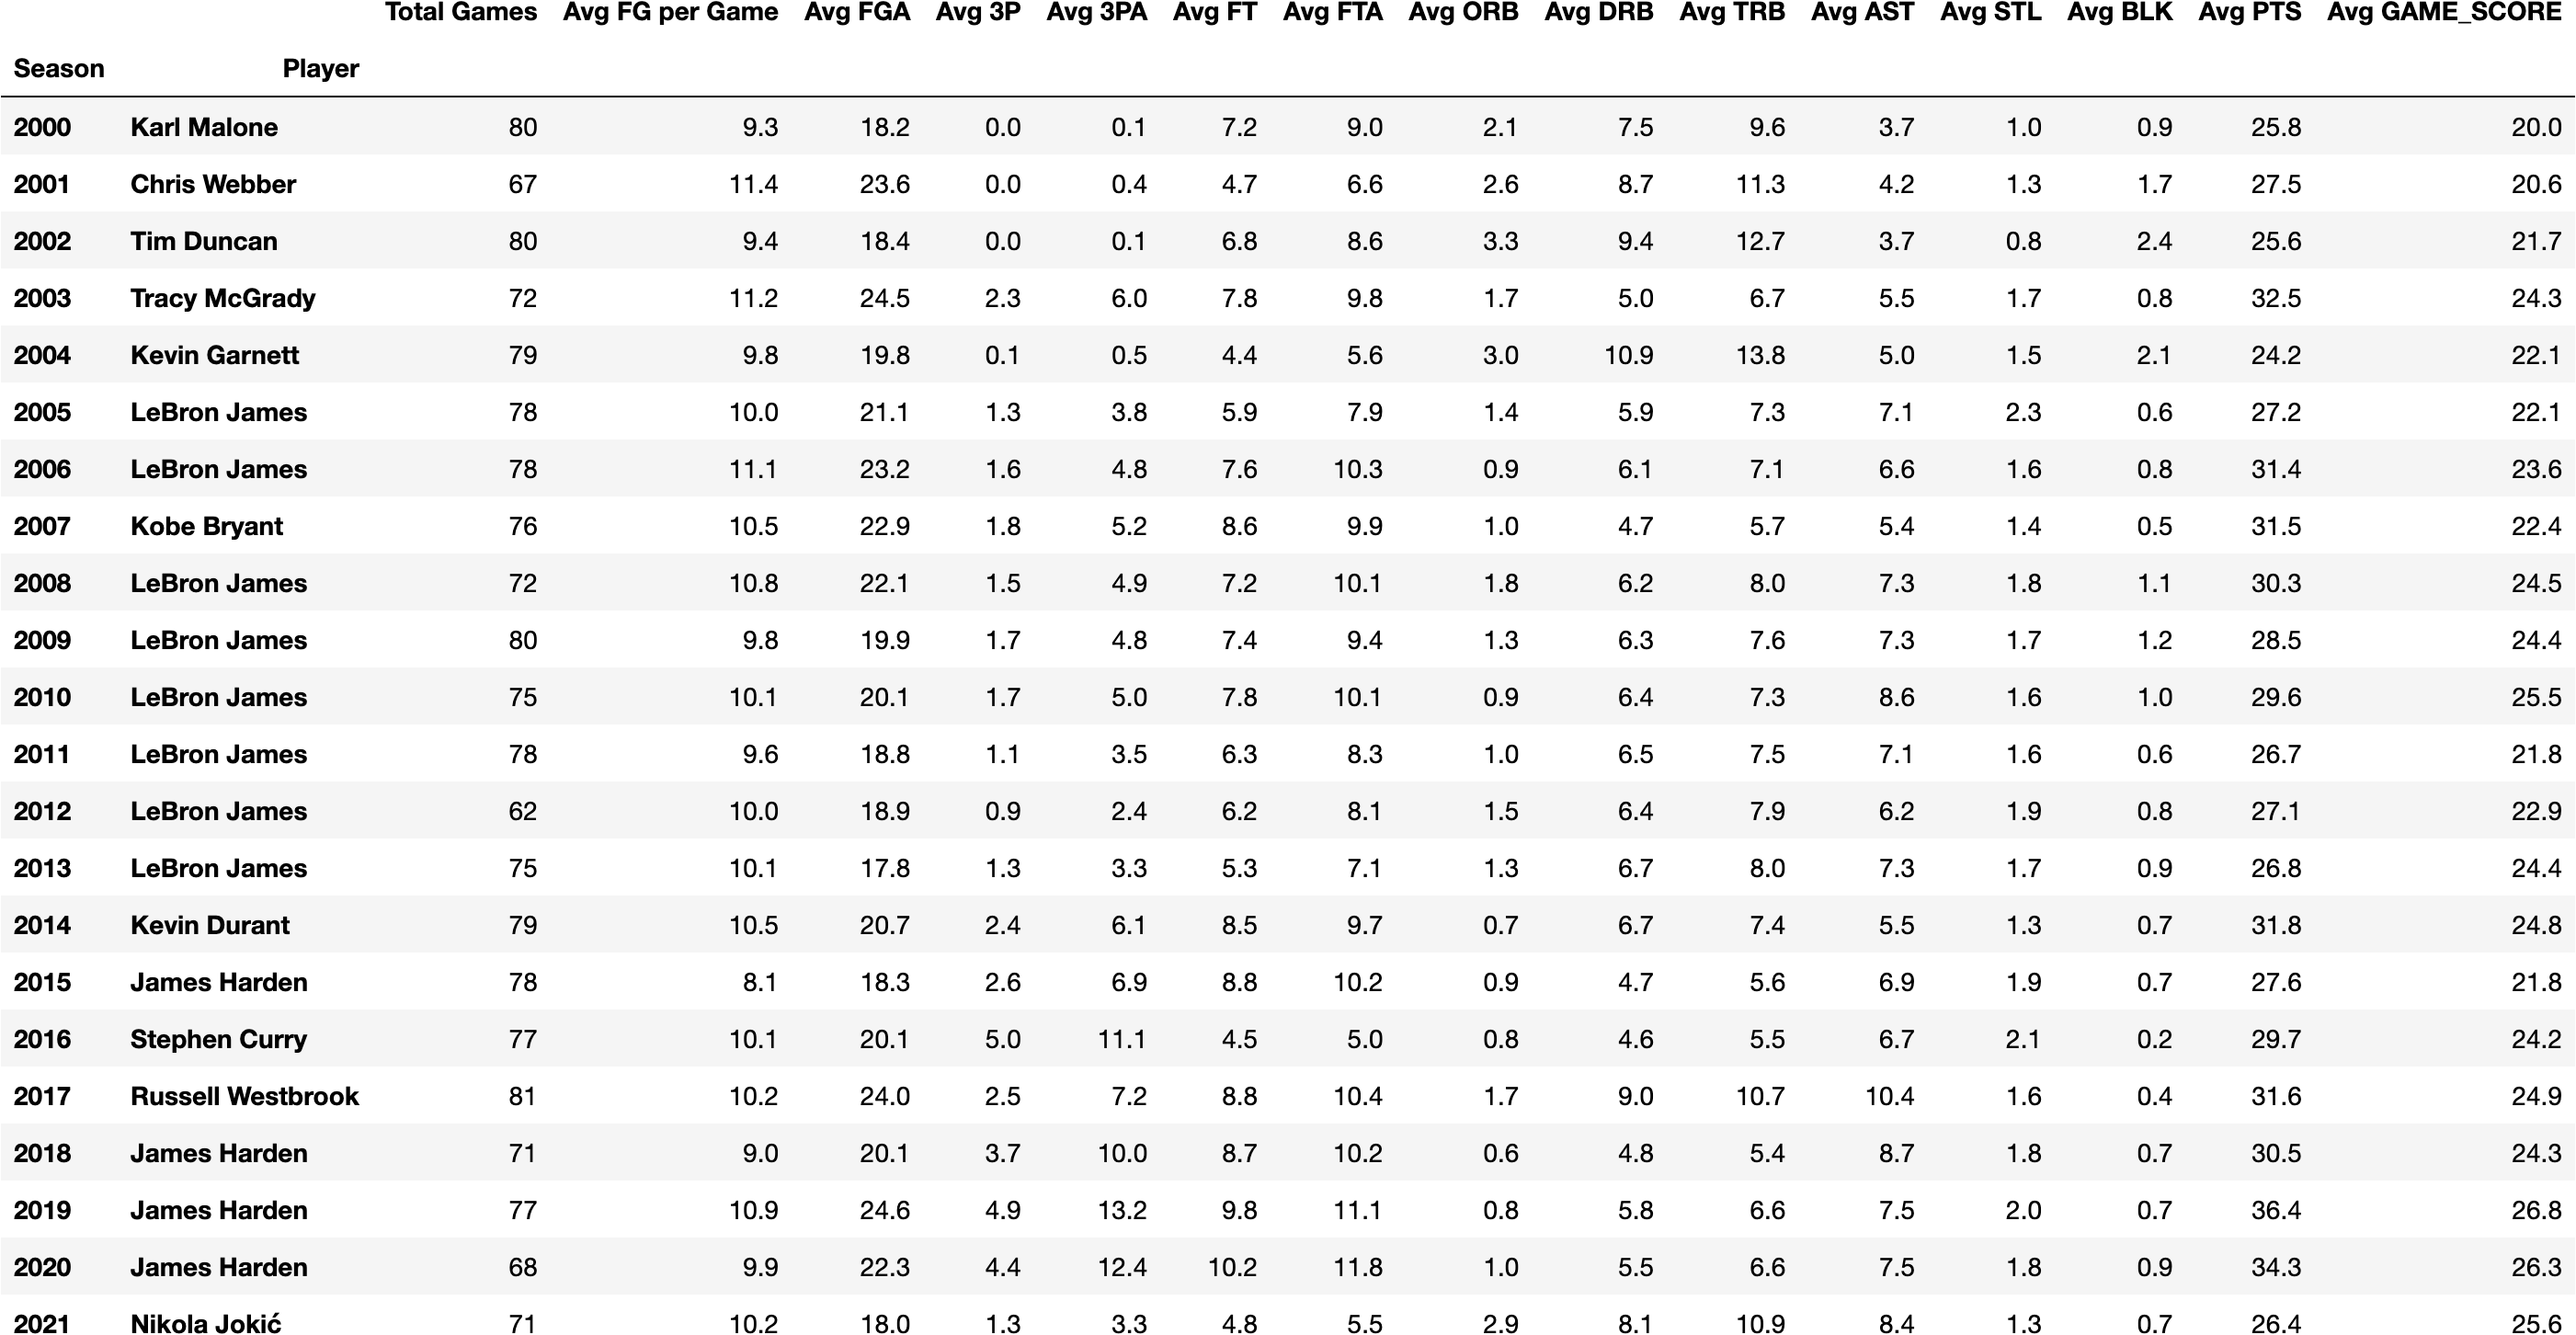 Total Games Avg FG per Game Avg FGA Avg 3P Avg 3PA Avg FT Avg FTA Avg ORB Avg DRB Avg TRB Avg AST Avg STL Avg BLK Avg PTS Avg GAME_SCORE
Season Player
2000 Karl Malone 80 9.3 18.2 0.0 0.1 7.2 9.0 2.1 7.5 9.6 3.7 1.0 0.9 25.8 20.0
2001 Chris Webber 67 11.4 23.6 0.0 0.4 4.7 6.6 2.6 8.7 11.3 4.2 1.3 1.7 27.5 20.6
2002 Tim Duncan 80 9.4 18.4 0.0 0.1 6.8 8.6 3.3 9.4 12.7 3.7 0.8 2.4 25.6 21.7
2003 Tracy McGrady 72 11.2 24.5 2.3 6.0 7.8 9.8 1.7 5.0 6.7 5.5 1.7 0.8 32.5 24.3
2004 Kevin Garnett 79 9.8 19.8 0.1 0.5 4.4 5.6 3.0 10.9 13.8 5.0 1.5 2.1 24.2 22.1
2005 LeBron James 78 10.0 21.1 1.3 3.8 5.9 7.9 1.4 5.9 7.3 7.1 2.3 0.6 27.2 22.1
2006 LeBron James 78 11.1 23.2 1.6 4.8 7.6 10.3 0.9 6.1 7.1 6.6 1.6 0.8 31.4 23.6
2007 Kobe Bryant 76 10.5 22.9 1.8 5.2 8.6 9.9 1.0 4.7 5.7 5.4 1.4 0.5 31.5 22.4
2008 LeBron James 72 10.8 22.1 1.5 4.9 7.2 10.1 1.8 6.2 8.0 7.3 1.8 1.1 30.3 24.5
2009 LeBron James 80 9.8 19.9 1.7 4.8 7.4 9.4 1.3 6.3 7.6 7.3 1.7 1.2 28.5 24.4
2010 LeBron James 75 10.1 20.1 1.7 5.0 7.8 10.1 0.9 6.4 7.3 8.6 1.6 1.0 29.6 25.5
2011 LeBron James 78 9.6 18.8 1.1 3.5 6.3 8.3 1.0 6.5 7.5 7.1 1.6 0.6 26.7 21.8
2012 LeBron James 62 10.0 18.9 0.9 2.4 6.2 8.1 1.5 6.4 7.9 6.2 1.9 0.8 27.1 22.9
2013 LeBron James 75 10.1 17.8 1.3 3.3 5.3 7.1 1.3 6.7 8.0 7.3 1.7 0.9 26.8 24.4
2014 Kevin Durant 79 10.5 20.7 2.4 6.1 8.5 9.7 0.7 6.7 7.4 5.5 1.3 0.7 31.8 24.8
2015 James Harden 78 8.1 18.3 2.6 6.9 8.8 10.2 0.9 4.7 5.6 6.9 1.9 0.7 27.6 21.8
2016 Stephen Curry 77 10.1 20.1 5.0 11.1 4.5 5.0 0.8 4.6 5.5 6.7 2.1 0.2 29.7 24.2
2017 Russell Westbrook 81 10.2 24.0 2.5 7.2 8.8 10.4 1.7 9.0 10.7 10.4 1.6 0.4 31.6 24.9
2018 James Harden 71 9.0 20.1 3.7 10.0 8.7 10.2 0.6 4.8 5.4 8.7 1.8 0.7 30.5 24.3
2019 James Harden 77 10.9 24.6 4.9 13.2 9.8 11.1 0.8 5.8 6.6 7.5 2.0 0.7 36.4 26.8
2020 James Harden 68 9.9 22.3 4.4 12.4 10.2 11.8 1.0 5.5 6.6 7.5 1.8 0.9 34.3 26.3
2021 Nikola Jokić 71 10.2 18.0 1.3 3.3 4.8 5.5 2.9 8.1 10.9 8.4 1.3 0.7 26.4 25.6